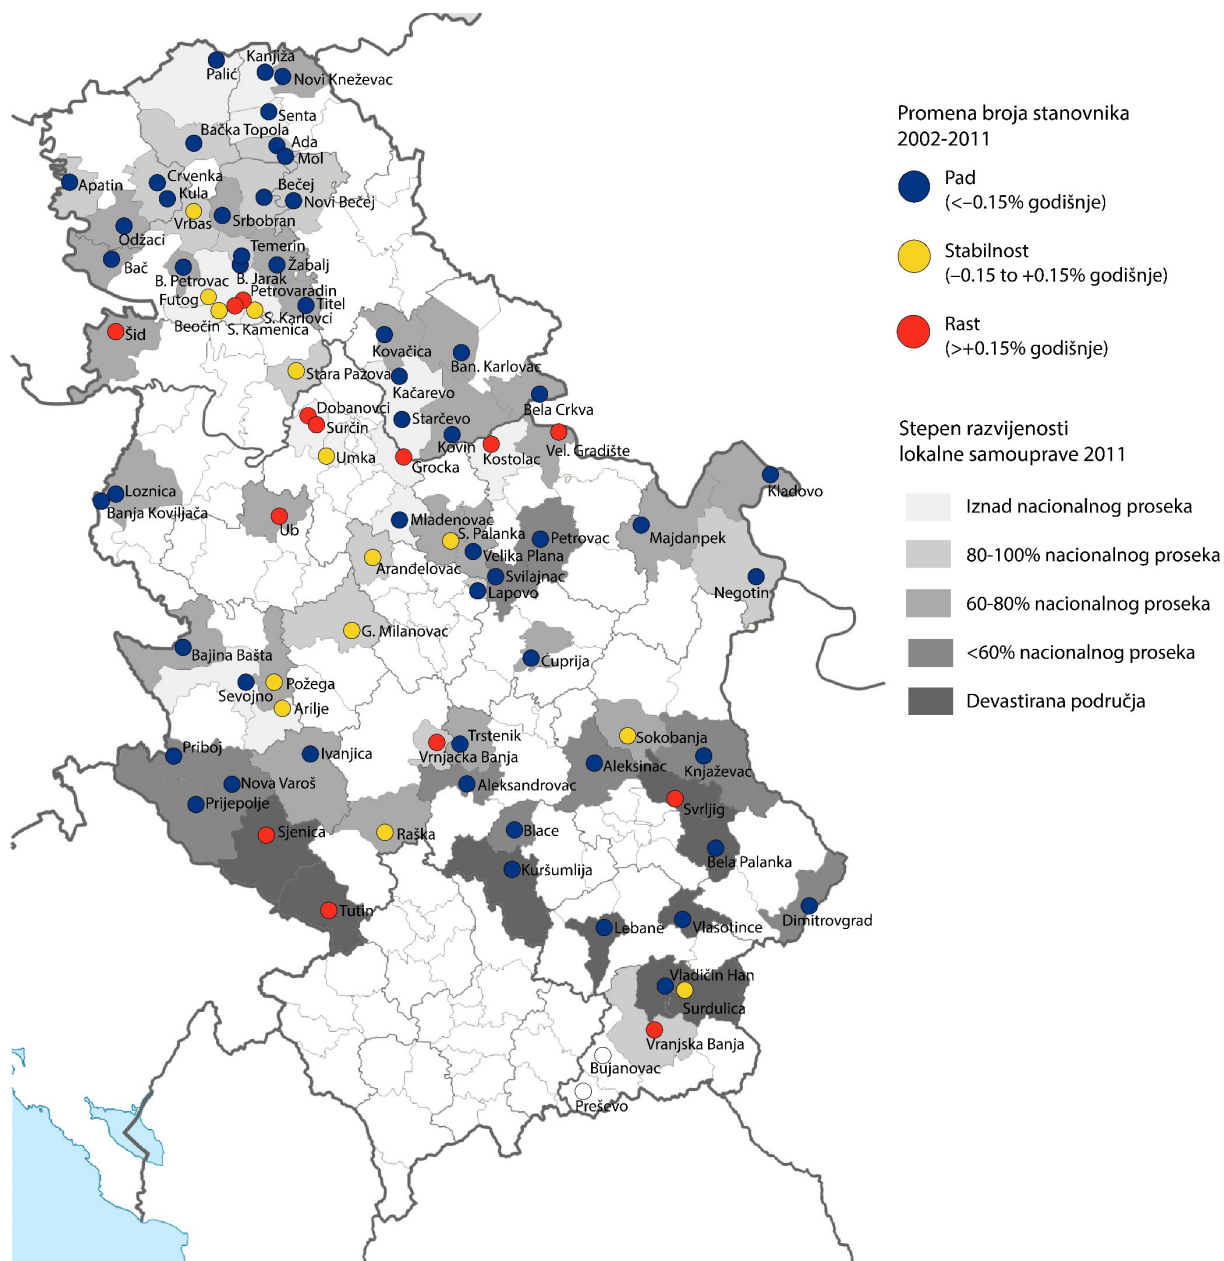 Kanjiža
Palić
Novi Kneževac
Senta
Bačka Topola
Ada
Mol
Apatin
Crvenka
Kula
Bečej
Novi Bečej
Vrbas
Srbobran
Odžaci
Temerin
Bač
B. Petrovac
B. Jarak
Žabalj
Petrovaradin
Futog
Titel
S. Karlovci
Beočin
S. Kamenica
Šid
Kovačica
Ban. Karlovac
Stara Pazova
Kačarevo
Bela Crkva
Dobanovci
Surčin
Starčevo
Kovin
Vel. Gradište
Umka
Grocka
Kostolac
Kladovo
Loznica
Banja Koviljača
Ub
Mladenovac
S. Palanka
Petrovac
Majdanpek
Velika Plana
Aranđelovac
Svilajnac
Lapovo
Negotin
G. Milanovac
Bajina Bašta
Ćuprija
Sevojno
Požega
Arilje
Priboj
Ivanjica
Trstenik
Vrnjačka Banja
Sokobanja
Aleksinac
Knjaževac
Nova Varoš
Aleksandrovac
Prijepolje
Svrljig
Sjenica
Raška
Blace
Bela Palanka
Kuršumlija
Tutin
Dimitrovgrad
Lebane
Vlasotince
Vladičin Han
Surdulica
Vranjska Banja
Bujanovac
Preševo
Promena broja stanovnika
2002-2011
Pad
(<–0.15% godišnje)
Stabilnost
(–0.15 to +0.15% godišnje)
Rast
(>+0.15% godišnje)
Stepen razvijenosti
lokalne samouprave 2011
Iznad nacionalnog proseka
80-100% nacionalnog proseka
60-80% nacionalnog proseka
<60% nacionalnog proseka
Devastirana područja